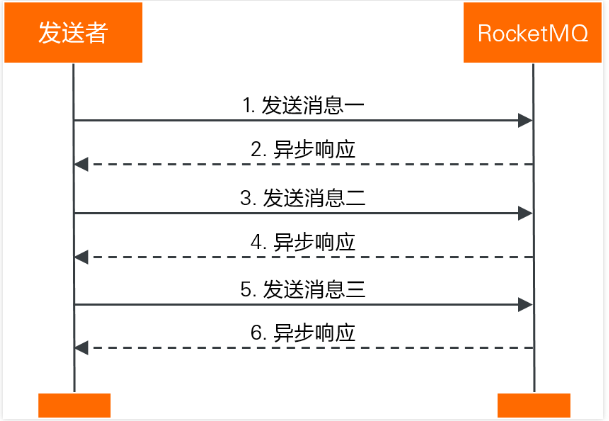 发送者
RocketMQ
1. 发送消息一
2. 异步响应
3. 发送消息二
4. 异步响应
5. 发送消息三
6. 异步响应